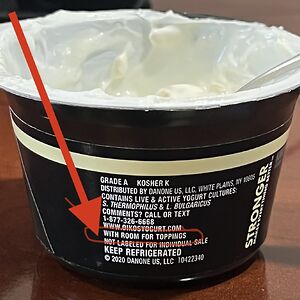 GRADE A KOSHER K
DISTRIBUTED BY DANONE US, LLC, WHITE PLAINS, NY 10605
CONTAINS LIVE & ACTIVE YOGURT CULTURES:
S. THERMOPHILUS & L. BULGARICUS
COMMENTS? CALL OR TEXT
1-877-326-6668
WWW.OIKOSYOGURT.COM
WITH ROOM FOR TOPPINGS
NOT LABELED FOR INDIVIDUAL SALE
KEEP REFRIGERATED
© 2020 DANONE US, LLC 10422340
STRONGER